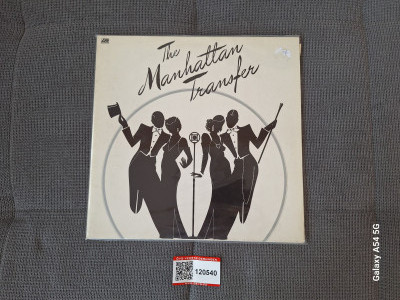 The
Manhattan
Transfer
120540
Galaxy A54 5G